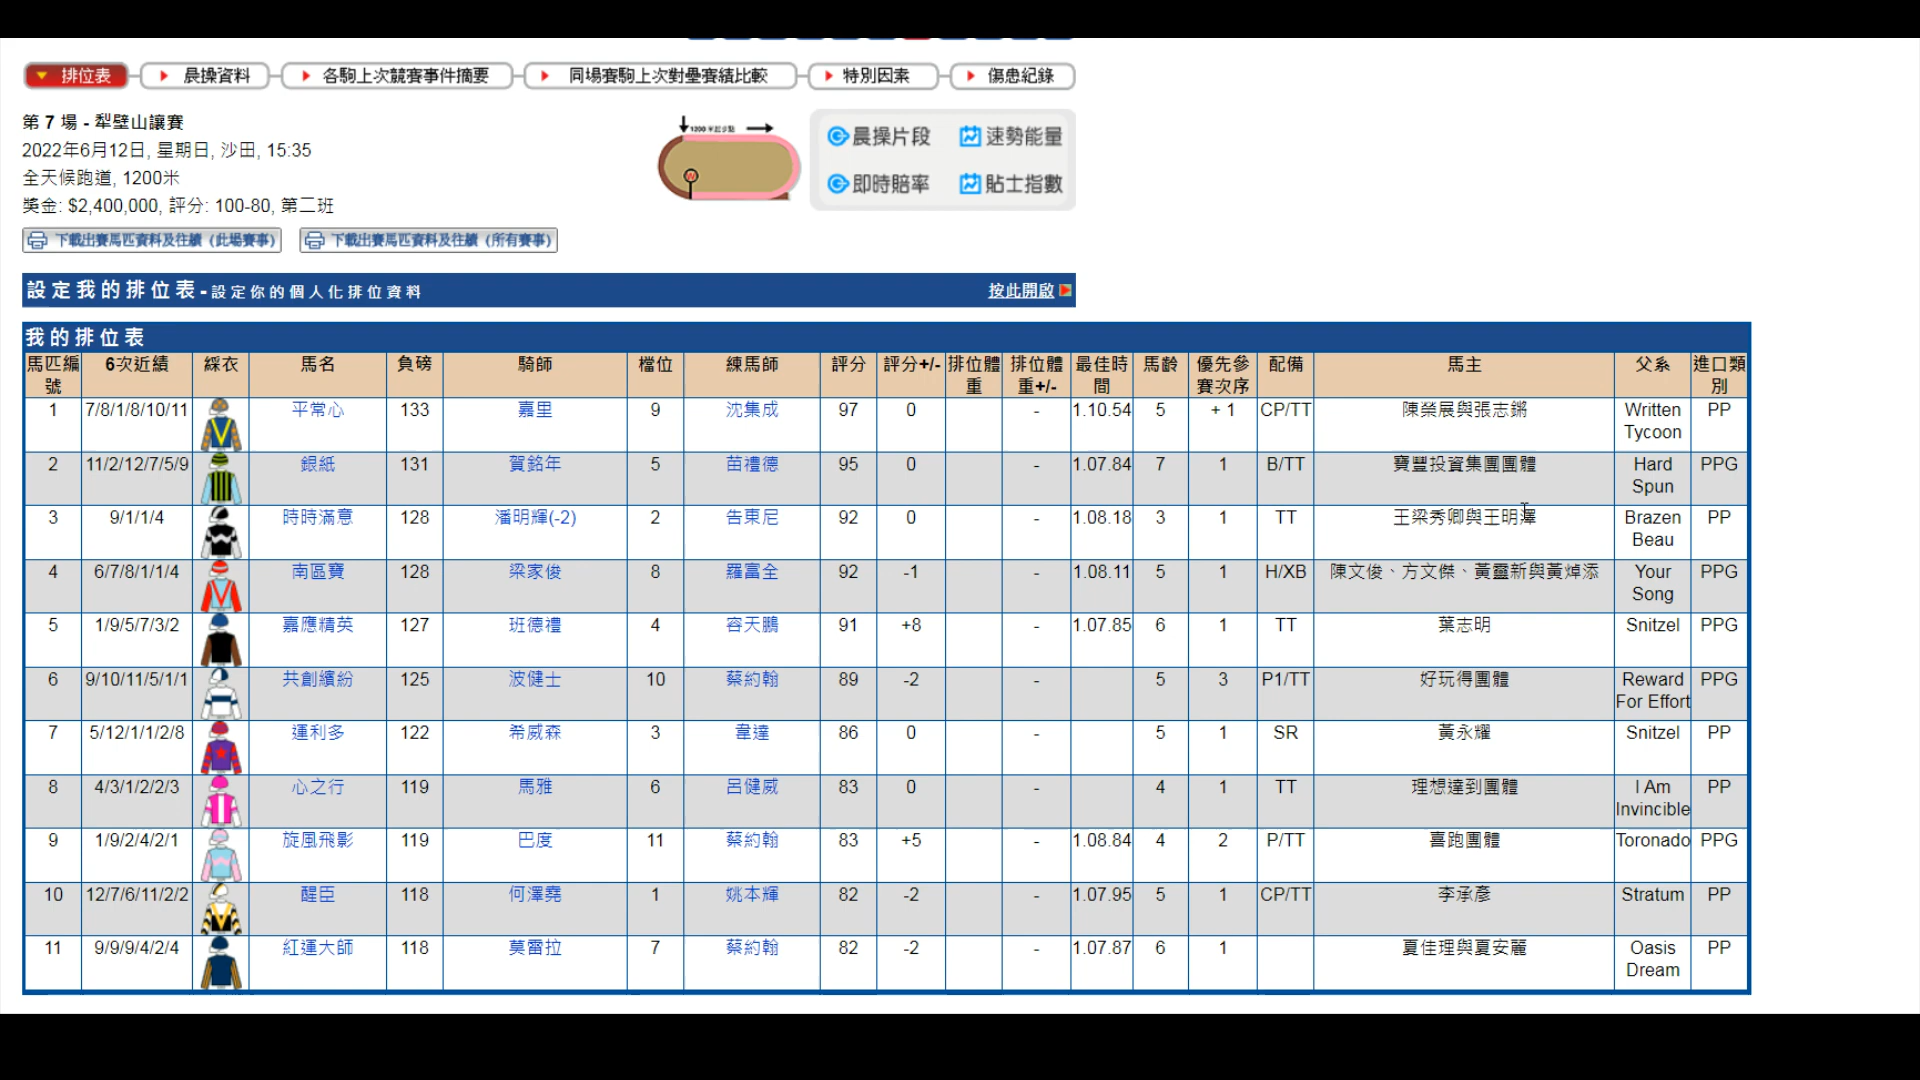 排位表 晨操資料 各駒上次競賽事件摘要 同場賽駒上次對壘賽績比較 特別因素 傷患紀錄
第 7 場 - 犁壁山讓賽
2022年6月12日, 星期日, 沙田, 15:35
全天候跑道, 1200米
獎金: $2,400,000, 評分: 100-80, 第二班
1200 米起步點
晨操片段 速勢能量
即時賠率 貼士指數
下載出賽馬匹資料及往績 (此場賽事) 下載出賽馬匹資料及往績 (所有賽事)
設定我的排位表 - 設定你的個人化排位資料 按此開啟
我的排位表
馬匹編號 6次近績 綵衣 馬名 負磅 騎師 檔位 練馬師 評分 評分+/- 排位體重 排位體重+/- 最佳時間 馬齡 優先參賽次序 配備 馬主 父系 進口類別
1 7/8/1/8/10/11 平常心 133 嘉里 9 沈集成 97 0 - 1.10.54 5 + 1 CP/TT 陳榮展與張志鏘 Written Tycoon PP
2 11/2/12/7/5/9 銀紙 131 賀銘年 5 苗禮德 95 0 - 1.07.84 7 1 B/TT 寶豐投資集團團體 Hard Spun PPG
3 9/1/1/4 時時滿意 128 潘明輝(-2) 2 告東尼 92 0 - 1.08.18 3 1 TT 王梁秀卿與王明澤 Brazen Beau PP
4 6/7/8/1/1/4 南區寶 128 梁家俊 8 羅富全 92 -1 - 1.08.11 5 1 H/XB 陳文俊、方文傑、黃靈新與黃焯添 Your Song PPG
5 1/9/5/7/3/2 嘉應精英 127 班德禮 4 容天鵬 91 +8 - 1.07.85 6 1 TT 葉志明 Snitzel PPG
6 9/10/11/5/1/1 共創繽紛 125 波健士 10 蔡約翰 89 -2 - 5 3 P1/TT 好玩得團體 Reward For Effort PPG
7 5/12/1/1/2/8 運利多 122 希威森 3 韋達 86 0 - 5 1 SR 黃永耀 Snitzel PP
8 4/3/1/2/2/3 心之行 119 馬雅 6 呂健威 83 0 - 4 1 TT 理想達到團體 I Am Invincible PP
9 1/9/2/4/2/1 旋風飛影 119 巴度 11 蔡約翰 83 +5 - 1.08.84 4 2 P/TT 喜跑團體 Toronado PPG
10 12/7/6/11/2/2 醒臣 118 何澤堯 1 姚本輝 82 -2 - 1.07.95 5 1 CP/TT 李承彥 Stratum PP
11 9/9/9/4/2/4 紅運大師 118 莫雷拉 7 蔡約翰 82 -2 - 1.07.87 6 1 夏佳理與夏安麗 Oasis Dream PP